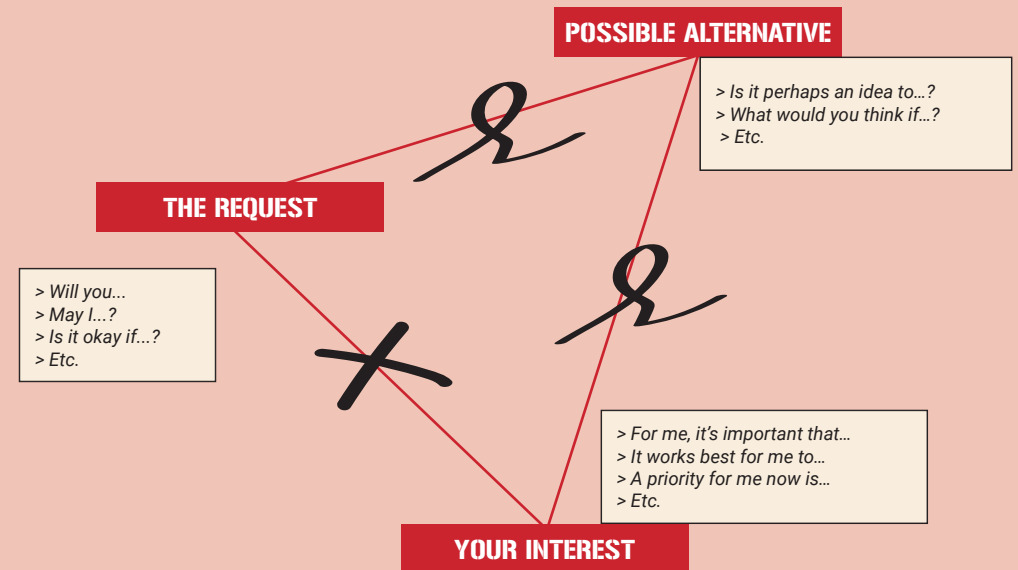 POSSIBLE ALTERNATIVE
> Is it perhaps an idea to…?
> What would you think if…?
> Etc.
THE REQUEST
> Will you...
> May I...?
> Is it okay if...?
> Etc.
> For me, it's important that…
> It works best for me to…
> A priority for me now is…
> Etc.
YOUR INTEREST